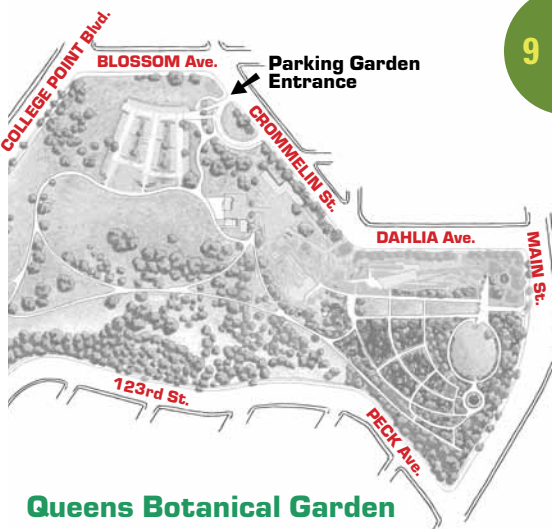 COLLEGE POINT Blvd.
BLOSSOM Ave.
9
Parking Garden
Entrance
CROMMELIN St.
DAHLIA Ave.
MAIN St.
123rd St.
PECK Ave.
Queens Botanical Garden